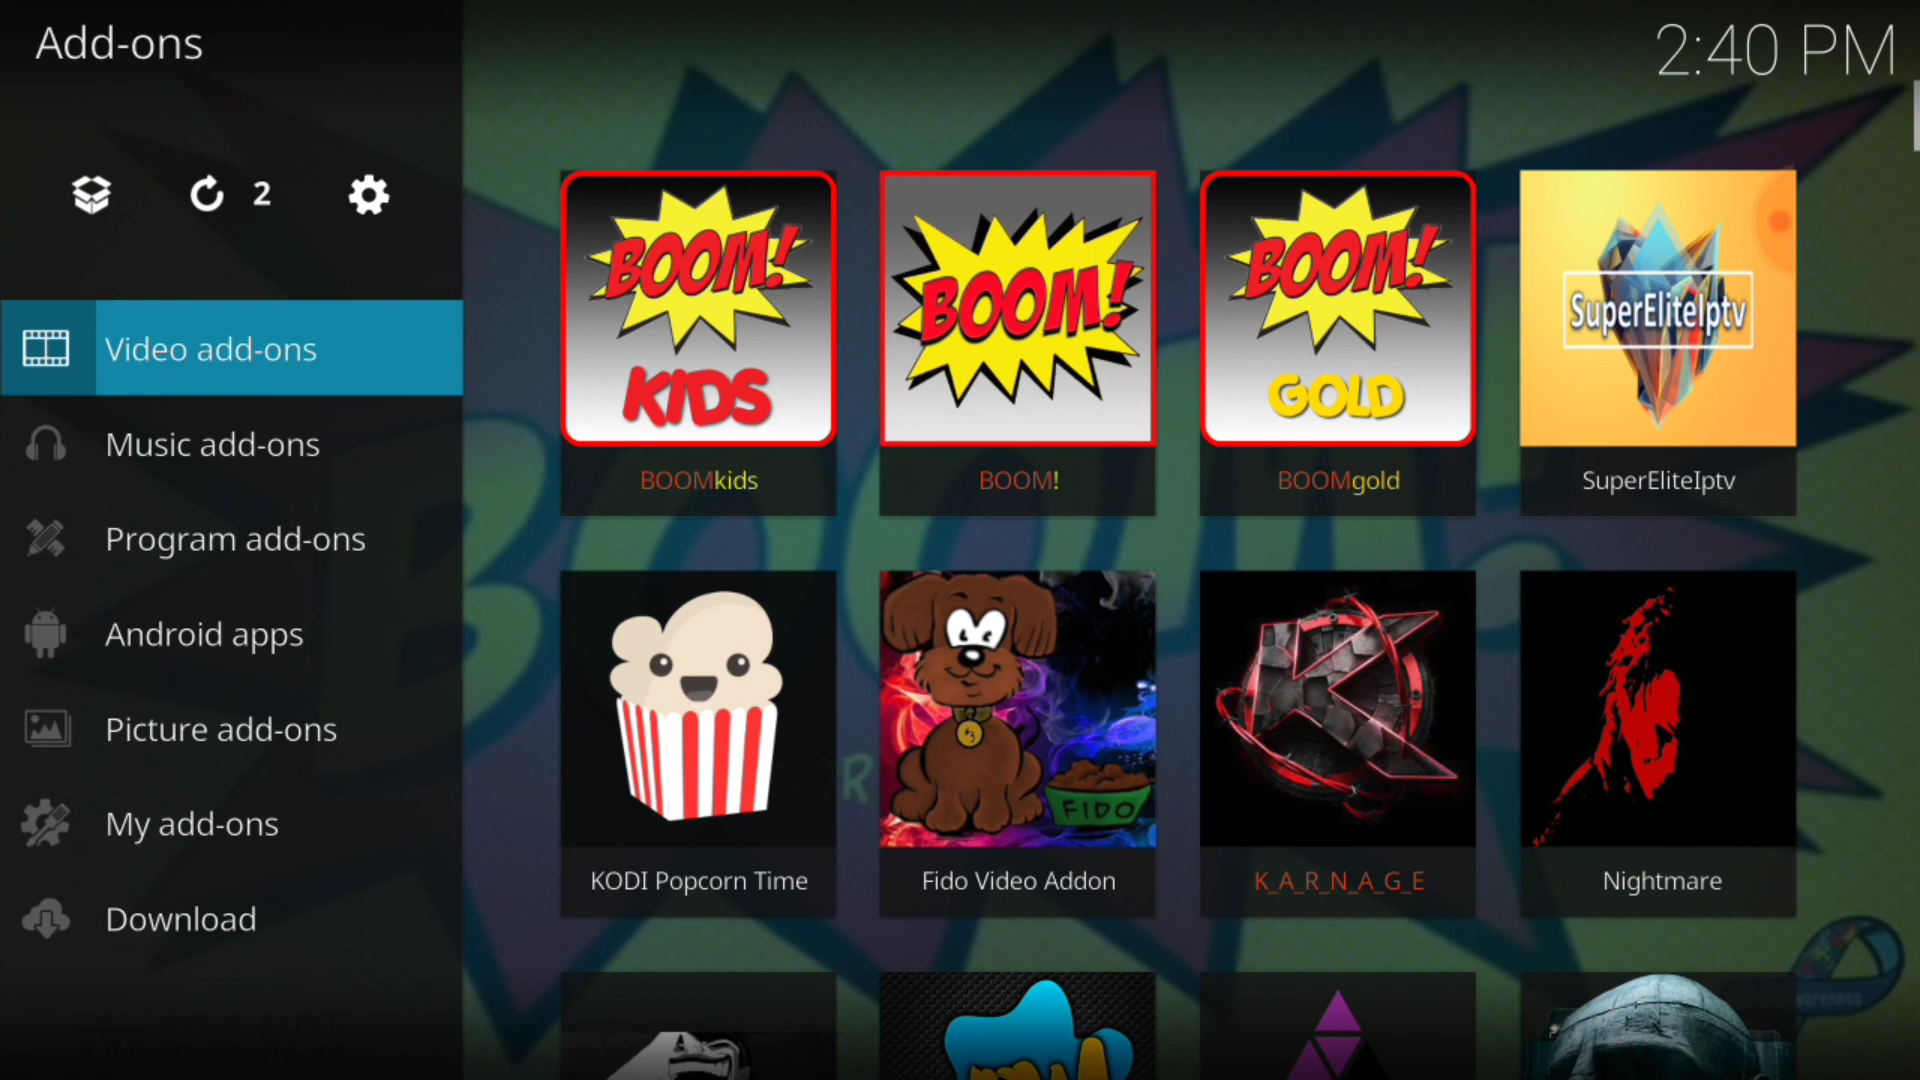 Add-ons
2:40 PM
2
Video add-ons
Music add-ons
Program add-ons
Android apps
Picture add-ons
My add-ons
Download
BOOM!
KIDS
BOOMkids
BOOM!
BOOM!
BOOM!
GOLD
BOOMgold
SuperEliteIptv
SuperEliteIptv
KODI Popcorn Time
FIDO
Fido Video Addon
K_A_R_N_A_G_E
Nightmare